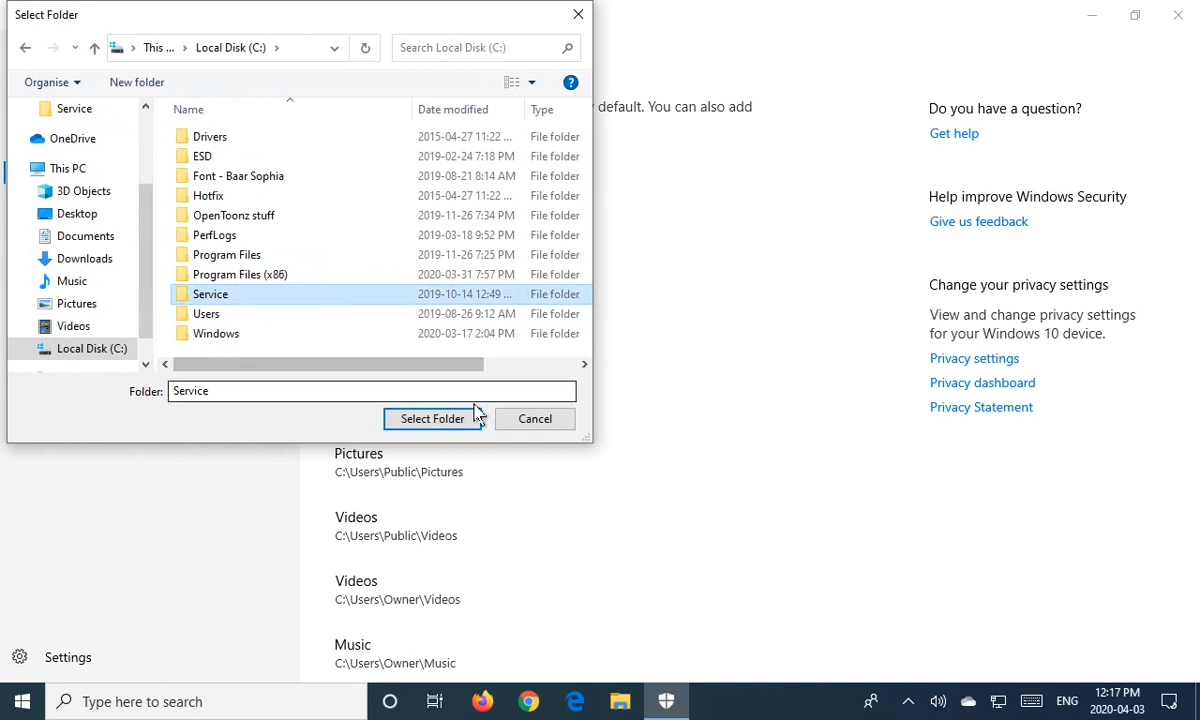 Select Folder
This ... Local Disk (C:)
Search Local Disk (C:)
Organise
New folder
Name
Date modified
Type
Service
OneDrive
This PC
3D Objects
Desktop
Documents
Downloads
Music
Pictures
Videos
Local Disk (C:)
Drivers 2015-04-27 11:22 ... File folder
ESD 2019-02-24 7:18 PM File folder
Font - Baar Sophia 2019-08-21 8:14 AM File folder
Hotfix 2015-04-27 11:22 ... File folder
OpenToonz stuff 2019-11-26 7:34 PM File folder
PerfLogs 2019-03-18 9:52 PM File folder
Program Files 2019-11-26 7:25 PM File folder
Program Files (x86) 2020-03-31 7:57 PM File folder
Service 2019-10-14 12:49 ... File folder
Users 2019-08-26 9:12 AM File folder
Windows 2020-03-17 2:04 PM File folder
Folder: Service
Select Folder
Cancel
default. You can also add
Pictures
C:\Users\Public\Pictures
Videos
C:\Users\Public\Videos
Videos
C:\Users\Owner\Videos
Music
C:\Users\Owner\Music
Settings
Do you have a question?
Get help
Help improve Windows Security
Give us feedback
Change your privacy settings
View and change privacy settings
for your Windows 10 device.
Privacy settings
Privacy dashboard
Privacy Statement
Type here to search
ENG
12:17 PM
2020-04-03